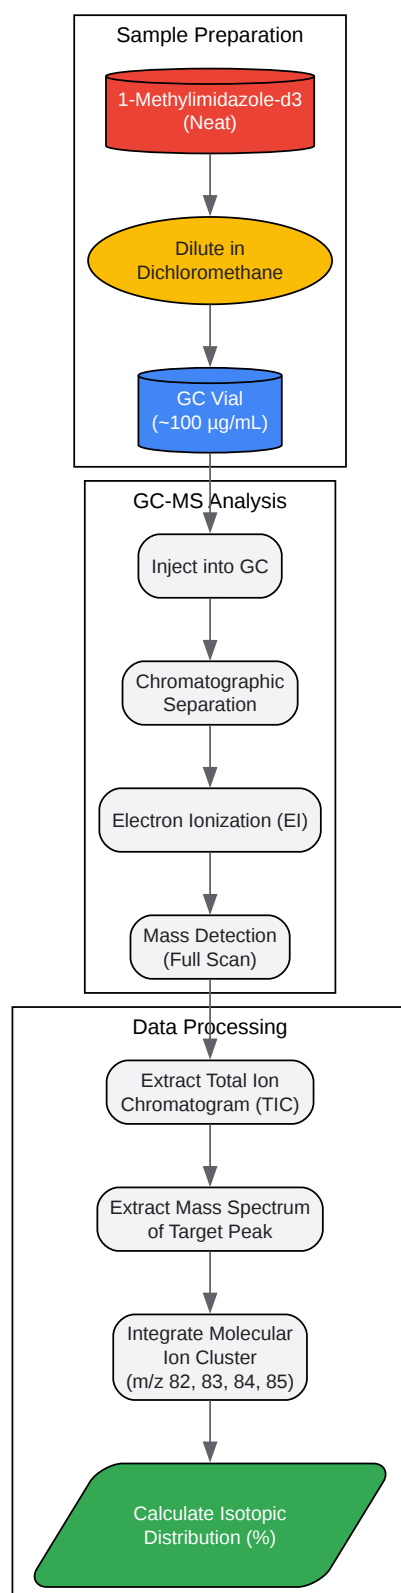 Sample Preparation
1-Methylimidazole-d3
(Neat)
Dilute in
Dichloromethane
GC Vial
(~100 µg/mL)
GC-MS Analysis
Inject into GC
Chromatographic
Separation
Electron Ionization (EI)
Mass Detection
(Full Scan)
Data Processing
Extract Total Ion
Chromatogram (TIC)
Extract Mass Spectrum
of Target Peak
Integrate Molecular
Ion Cluster
(m/z 82, 83, 84, 85)
Calculate Isotopic
Distribution (%)